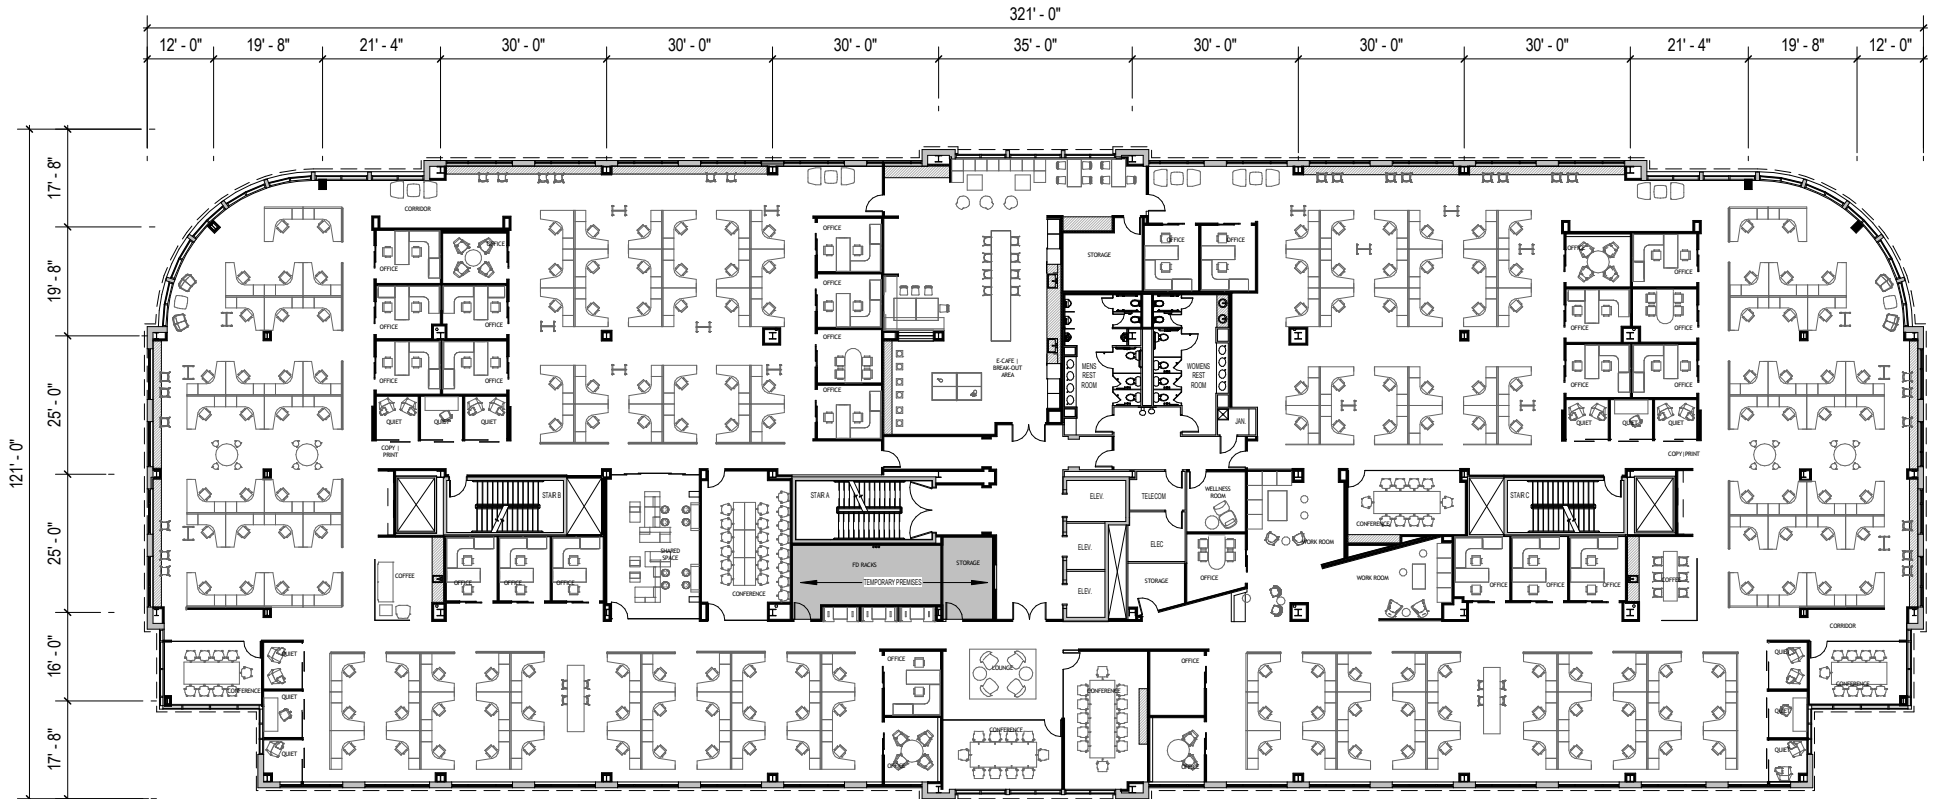 321' - 0"
12' - 0" 19' - 8" 21' - 4" 30' - 0" 30' - 0" 30' - 0" 35' - 0" 30' - 0" 30' - 0" 30' - 0" 21' - 4" 19' - 8" 12' - 0"
121' - 0"
17' - 8"
19' - 8"
25' - 0"
25' - 0"
16' - 0"
17' - 8"
CORRIDOR
OFFICE
OFFICE
OFFICE
OFFICE
OFFICE
OFFICE
QUIET
QUIET
QUIET
COPY |
PRINT
OFFICE
OFFICE
OFFICE
OFFICE
E-CAFE |
BREAK-OUT
AREA
STORAGE
OFFICE
OFFICE
MENS
REST
ROOM
WOMENS
REST
ROOM
JAN.
OFFICE
OFFICE
OFFICE
OFFICE
OFFICE
OFFICE
QUIET
QUIET
QUIET
COPY | PRINT
STAIR B
STAIR A
SHARED
SPACE
CONFERENCE
COFFEE
OFFICE
OFFICE
OFFICE
FD RACKS
STORAGE
TEMPORARY PREMISES
ELEV.
ELEV.
ELEV.
TELECOM
ELEC
STORAGE
WELLNESS
ROOM
OFFICE
WORK ROOM
CONFERENCE
WORK ROOM
STAIR C
OFFICE
OFFICE
OFFICE
COFFEE
CORRIDOR
CONFERENCE
QUIET
QUIET
QUIET
OFFICE
OFFICE
LOUNGE
CONFERENCE
CONFERENCE
OFFICE
OFFICE
QUIET
QUIET
QUIET
CONFERENCE